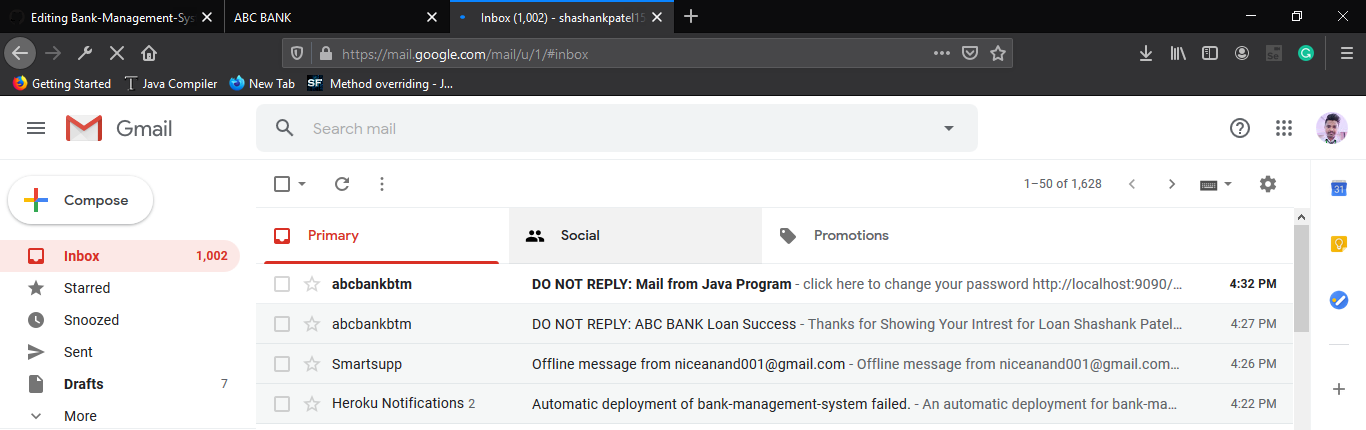 Editing Bank-Management-Sys
ABC BANK
Inbox (1,002) - shashankpatel15
https://mail.google.com/mail/u/1/#inbox
Getting Started
Java Compiler
New Tab
SF Method overriding - J...
Gmail
Search mail
Compose
1–50 of 1,628
31
Primary
Social
Promotions
Inbox 1,002
Starred
Snoozed
Sent
Drafts 7
More
abcbankbtm DO NOT REPLY: Mail from Java Program - click here to change your password http://localhost:9090/... 4:32 PM
abcbankbtm DO NOT REPLY: ABC BANK Loan Success - Thanks for Showing Your Intrest for Loan Shashank Patel... 4:27 PM
Smartsupp Offline message from niceanand001@gmail.com - Offline message from niceanand001@gmail.com... 4:26 PM
Heroku Notifications 2 Automatic deployment of bank-management-system failed. - An automatic deployment for bank-ma... 4:22 PM